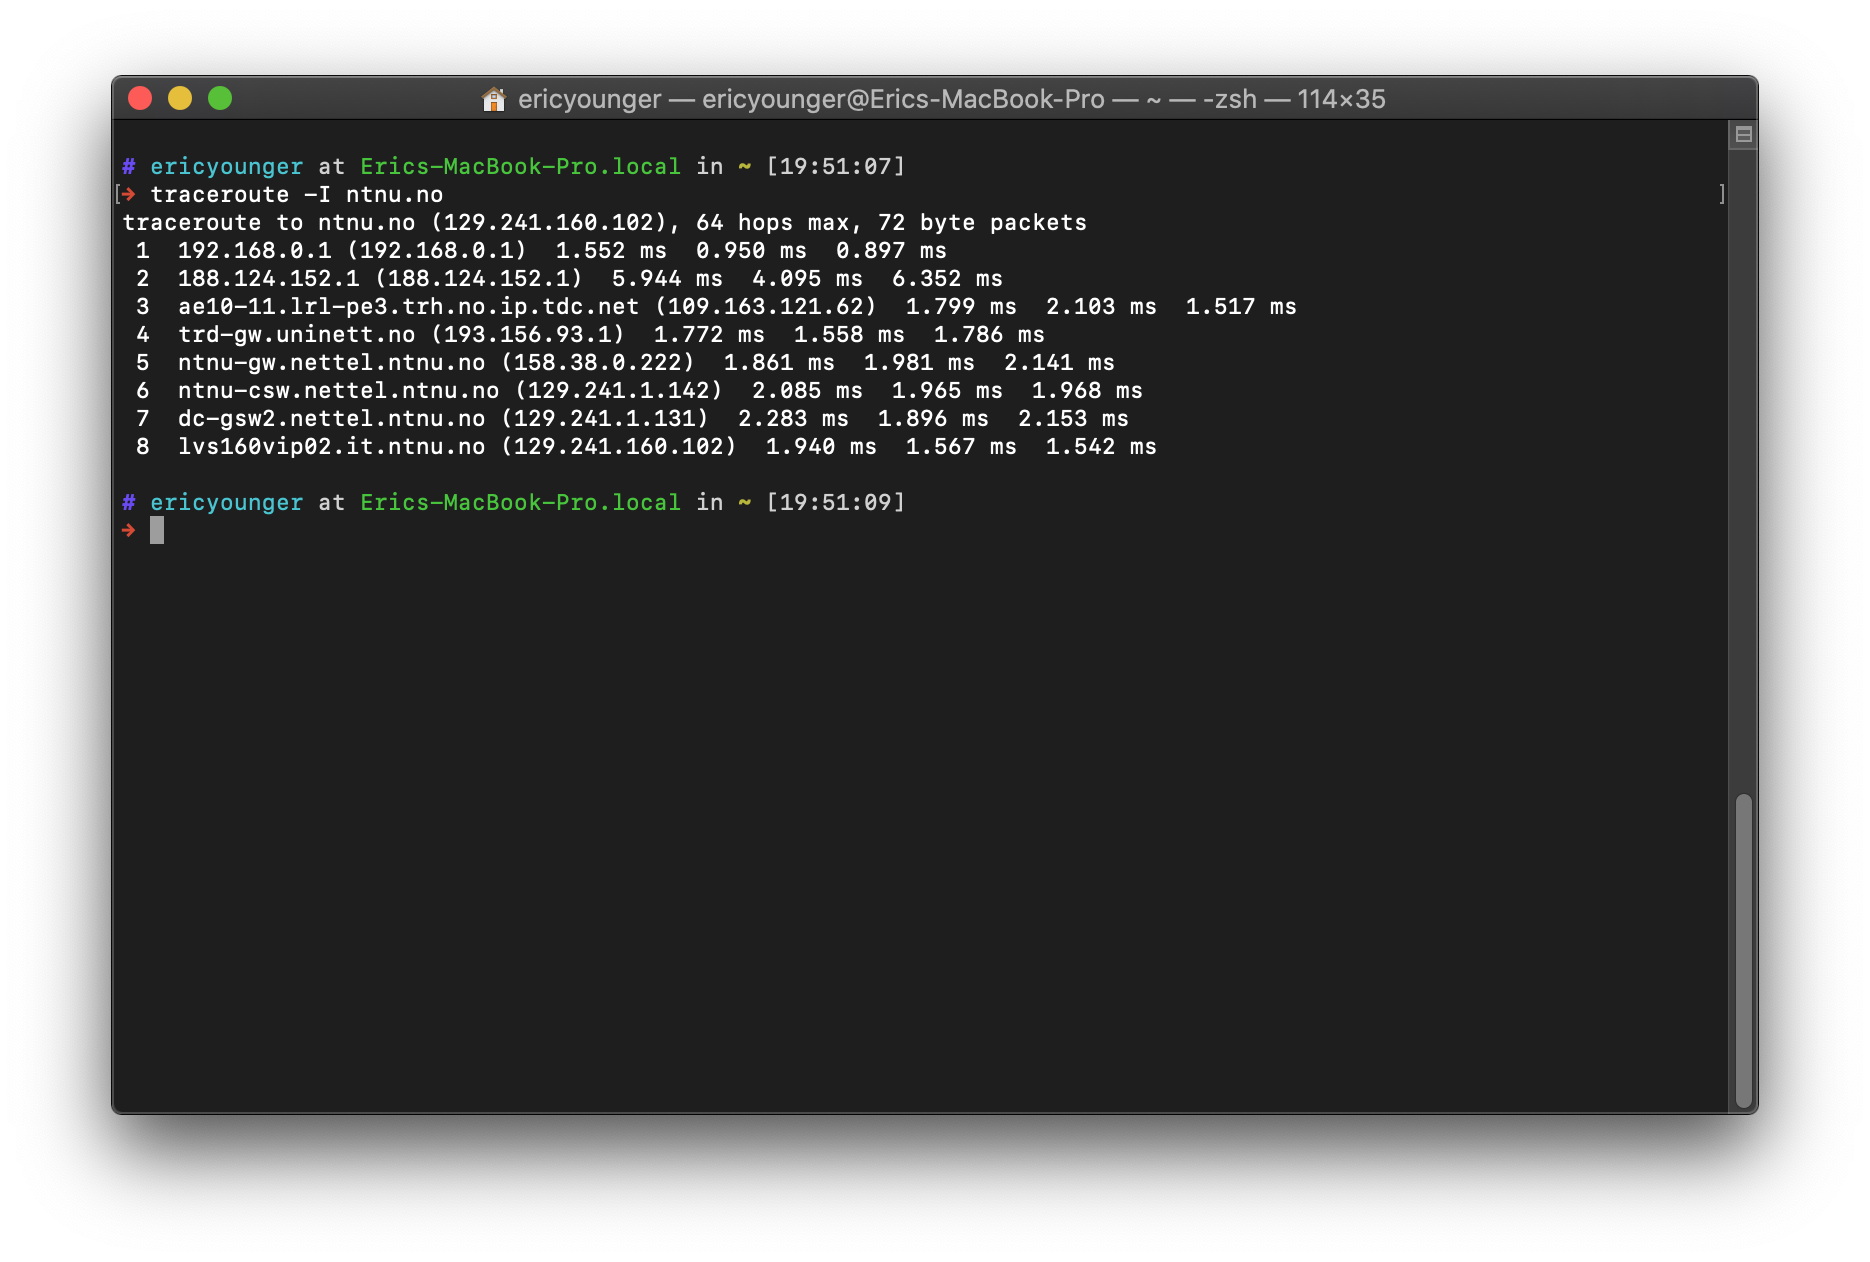 ericyounger — ericyounger@Erics-MacBook-Pro — ~ — -zsh — 114×35
# ericyounger at Erics-MacBook-Pro.local in ~ [19:51:07]
[→ traceroute -I ntnu.no ]
traceroute to ntnu.no (129.241.160.102), 64 hops max, 72 byte packets
1 192.168.0.1 (192.168.0.1) 1.552 ms 0.950 ms 0.897 ms
2 188.124.152.1 (188.124.152.1) 5.944 ms 4.095 ms 6.352 ms
3 ae10-11.lrl-pe3.trh.no.ip.tdc.net (109.163.121.62) 1.799 ms 2.103 ms 1.517 ms
4 trd-gw.uninett.no (193.156.93.1) 1.772 ms 1.558 ms 1.786 ms
5 ntnu-gw.nettel.ntnu.no (158.38.0.222) 1.861 ms 1.981 ms 2.141 ms
6 ntnu-csw.nettel.ntnu.no (129.241.1.142) 2.085 ms 1.965 ms 1.968 ms
7 dc-gsw2.nettel.ntnu.no (129.241.1.131) 2.283 ms 1.896 ms 2.153 ms
8 lvs160vip02.it.ntnu.no (129.241.160.102) 1.940 ms 1.567 ms 1.542 ms
# ericyounger at Erics-MacBook-Pro.local in ~ [19:51:09]
→